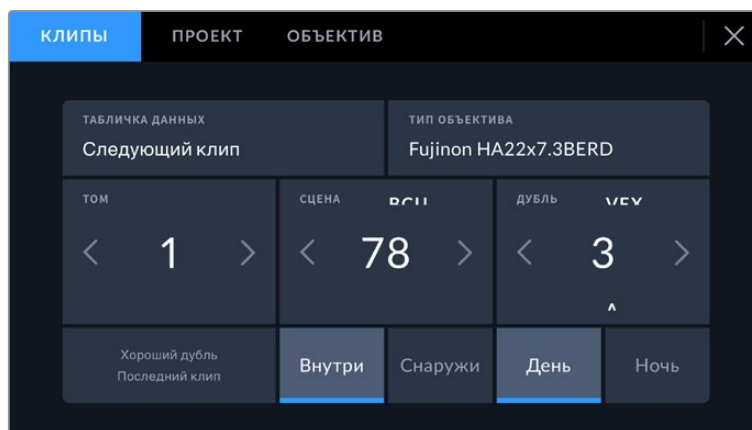 КЛИПЫ ПРОЕКТ ОБЪЕКТИВ
ТАБЛИЧКА ДАННЫХ ТИП ОБЪЕКТИВА
Следующий клип Fujinon HA22x7.3BERD
ТОМ СЦЕНА ДУБЛЬ
1 78 3
Хороший дубль
Последний клип
Внутри Снаружи День Ночь